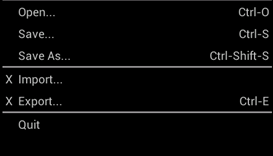 Open... Ctrl-O
Save... Ctrl-S
Save As... Ctrl-Shift-S
X Import...
X Export... Ctrl-E
Quit